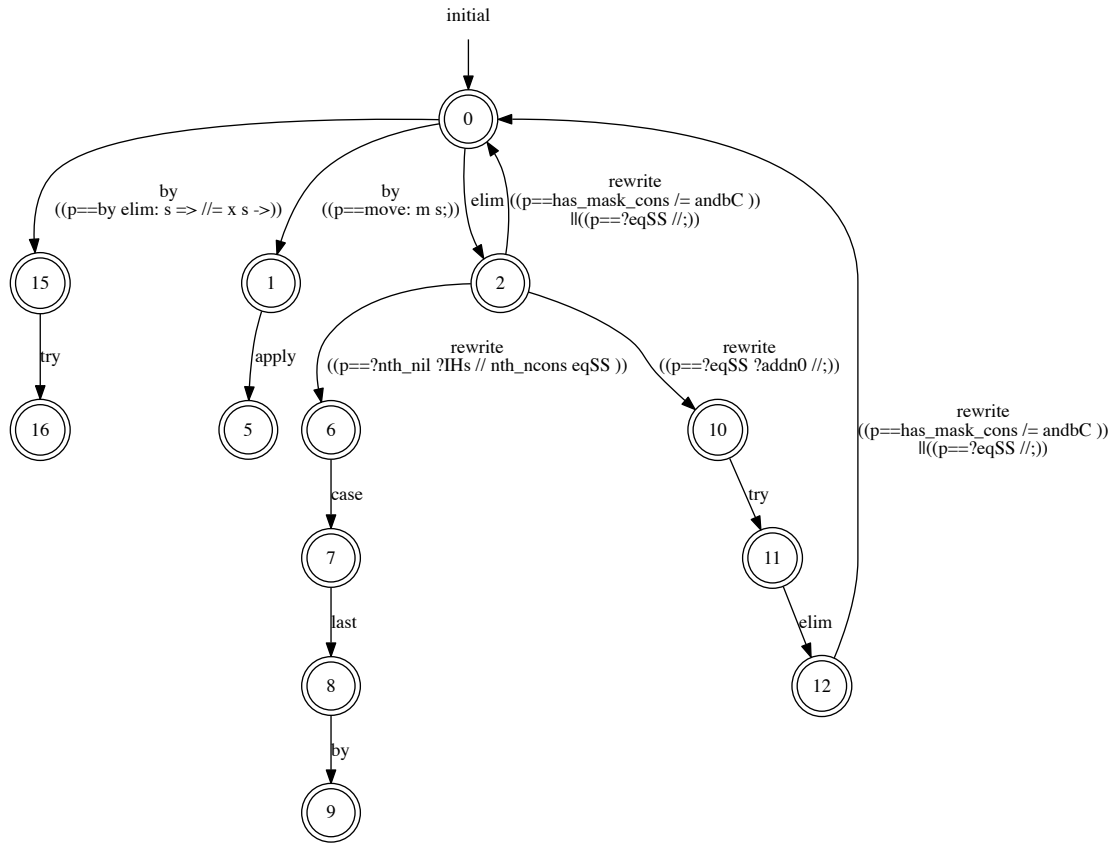 initial
0
by
((p==by elim: s => //= x s ->))
by
((p==move: m s;))
elim
rewrite
((p==has_mask_cons /= andbC ))
||((p==?eqSS //;))
15
1
2
try
apply
rewrite
((p==?nth_nil ?IHs // nth_ncons eqSS ))
rewrite
((p==?eqSS ?addn0 //;))
16
5
6
10
rewrite
((p==has_mask_cons /= andbC ))
||((p==?eqSS //;))
case
try
7
11
last
elim
8
12
by
9